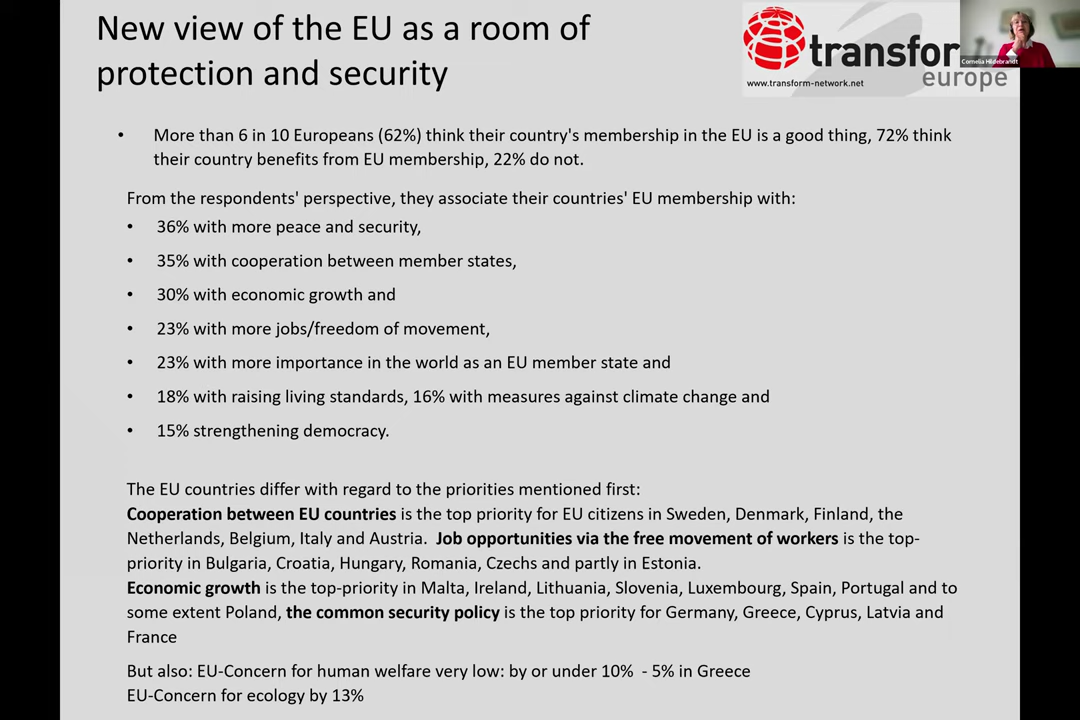 New view of the EU as a room of
protection and security
transfor
europe
www.transform-network.net
Cornelia Hildebrandt
• More than 6 in 10 Europeans (62%) think their country's membership in the EU is a good thing, 72% think
their country benefits from EU membership, 22% do not.
From the respondents' perspective, they associate their countries' EU membership with:
• 36% with more peace and security,
• 35% with cooperation between member states,
• 30% with economic growth and
• 23% with more jobs/freedom of movement,
• 23% with more importance in the world as an EU member state and
• 18% with raising living standards, 16% with measures against climate change and
• 15% strengthening democracy.
The EU countries differ with regard to the priorities mentioned first:
Cooperation between EU countries is the top priority for EU citizens in Sweden, Denmark, Finland, the
Netherlands, Belgium, Italy and Austria. Job opportunities via the free movement of workers is the top-
priority in Bulgaria, Croatia, Hungary, Romania, Czechs and partly in Estonia.
Economic growth is the top-priority in Malta, Ireland, Lithuania, Slovenia, Luxembourg, Spain, Portugal and to
some extent Poland, the common security policy is the top priority for Germany, Greece, Cyprus, Latvia and
France
But also: EU-Concern for human welfare very low: by or under 10% - 5% in Greece
EU-Concern for ecology by 13%